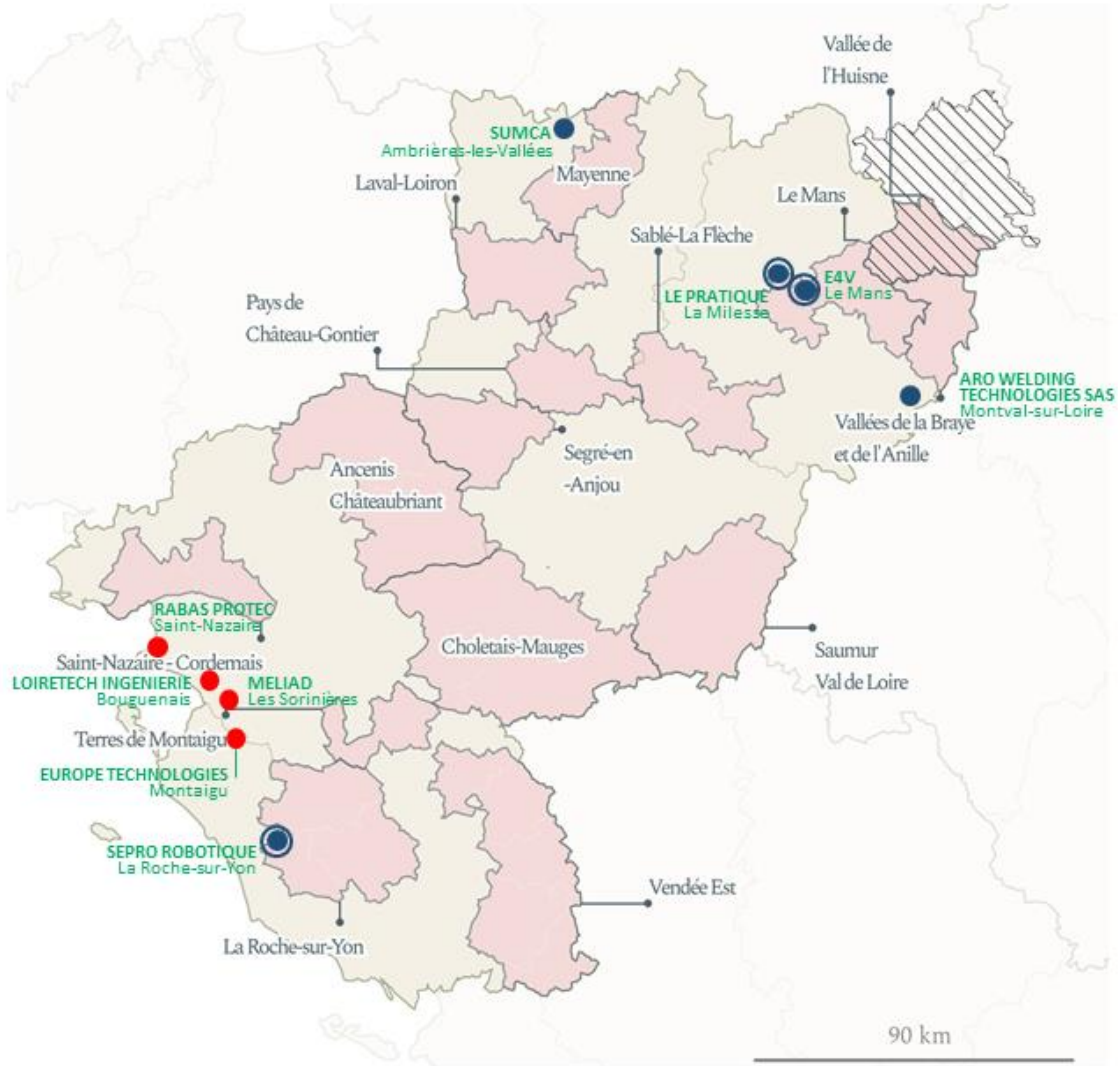 Vallée de
l'Huisne
SUMCA
Ambrières-les-Vallées
Mayenne
Laval-Loiron
Le Mans
Sablé-La Flèche
E4V
Le Mans
LE PRATIQUE
La Milesse
Pays de
Château-Gontier
ARO WELDING
TECHNOLOGIES SAS
Montval-sur-Loire
Vallées de la Braye
et de l'Anille
Segré-en
-Anjou
Ancenis
Châteaubriant
RABAS PROTEC
Saint-Nazaire
Choletais-Mauges
Saumur
Val de Loire
Saint-Nazaire - Cordemais
LOIRETECH INGENIERIE
Bouguenais
MELIAD
Les Sorinières
Terres de Montaigu
EUROPE TECHNOLOGIES
Montaigu
SEPRO ROBOTIQUE
La Roche-sur-Yon
Vendée Est
La Roche-sur-Yon
90 km